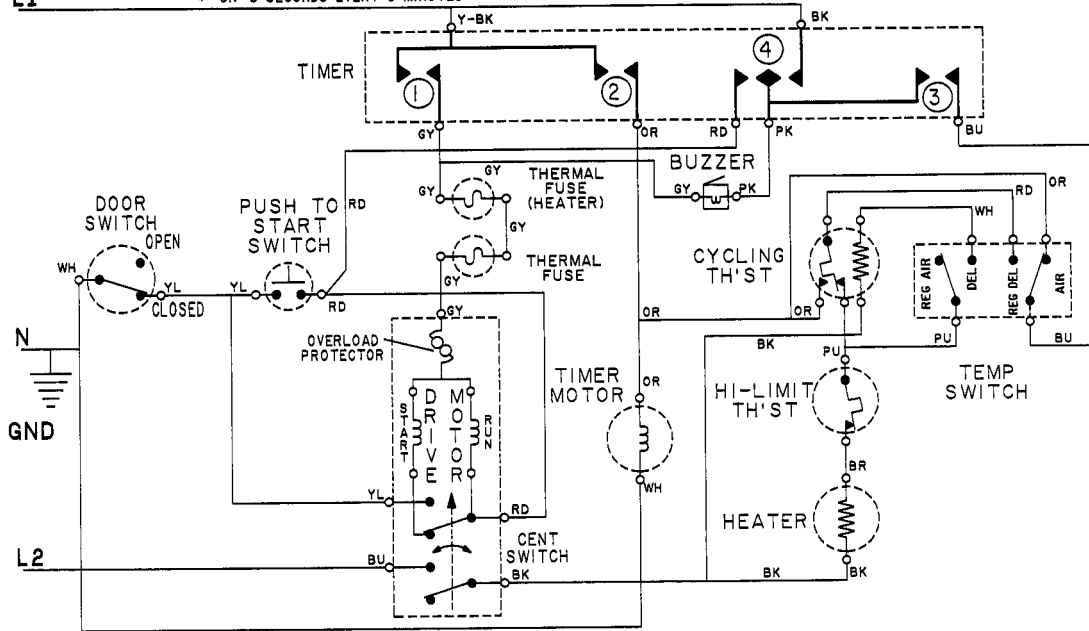 L1
Y-BK
BK
TIMER
4
1
2
3
GY
OR
RD
PK
BU
BUZZER
GY
PK
GY
GY
THERMAL
FUSE
(HEATER)
GY
THERMAL
FUSE
DOOR
SWITCH
OPEN
WH
YL
CLOSED
PUSH TO
START
SWITCH
RD
YL
RD
GY
CYCLING
TH'ST
RD
WH
OR
OR
OR
BK
REG AIR
DEL
REG DEL
AIR
PU
BU
TEMP
SWITCH
N
GND
OVERLOAD
PROTECTOR
START
DRIVE
MOTOR
RUN
TIMER
MOTOR
OR
WH
PU
HI-LIMIT
TH'ST
BR
HEATER
YL
RD
CENT
SWITCH
L2
BU
BK
BK
BK